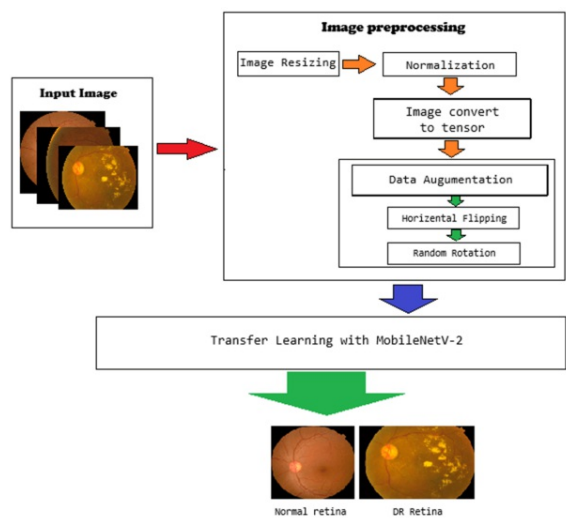 Image preprocessing
Image Resizing
Normalization
Input Image
Image convert
to tensor
Data Augumentation
Horizental Flipping
Random Rotation
Transfer Learning with MobileNetV-2
Normal retina
DR Retina